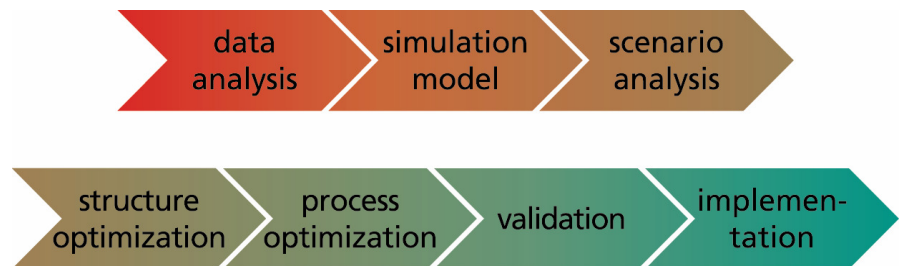 data
analysis
simulation
model
scenario
analysis
structure
optimization
process
optimization
validation
implemen-
tation